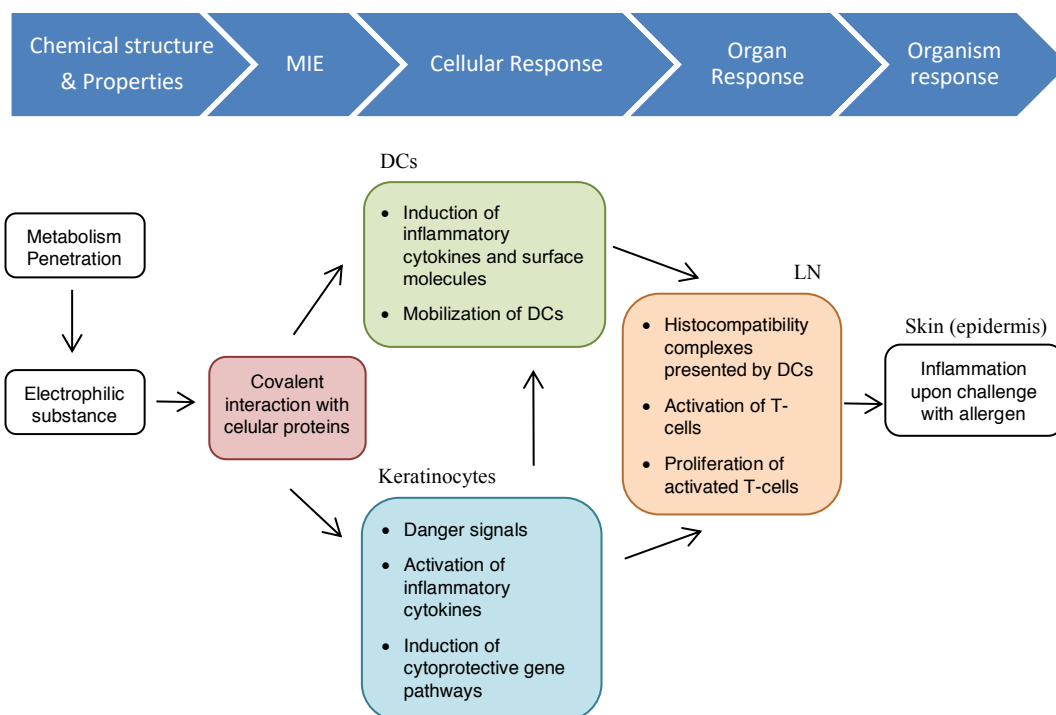 Chemical structure
& Properties
MIE
Cellular Response
Organ
Response
Organism
response
DCs
• Induction of
inflammatory
cytokines and surface
molecules
• Mobilization of DCs
Metabolism
Penetration
Electrophilic
substance
Covalent
interaction with
celular proteins
Keratinocytes
• Danger signals
• Activation of
inflammatory
cytokines
• Induction of
cytoprotective gene
pathways
LN
• Histocompatibility
complexes
presented by DCs
• Activation of T-
cells
• Proliferation of
activated T-cells
Skin (epidermis)
Inflammation
upon challenge
with allergen